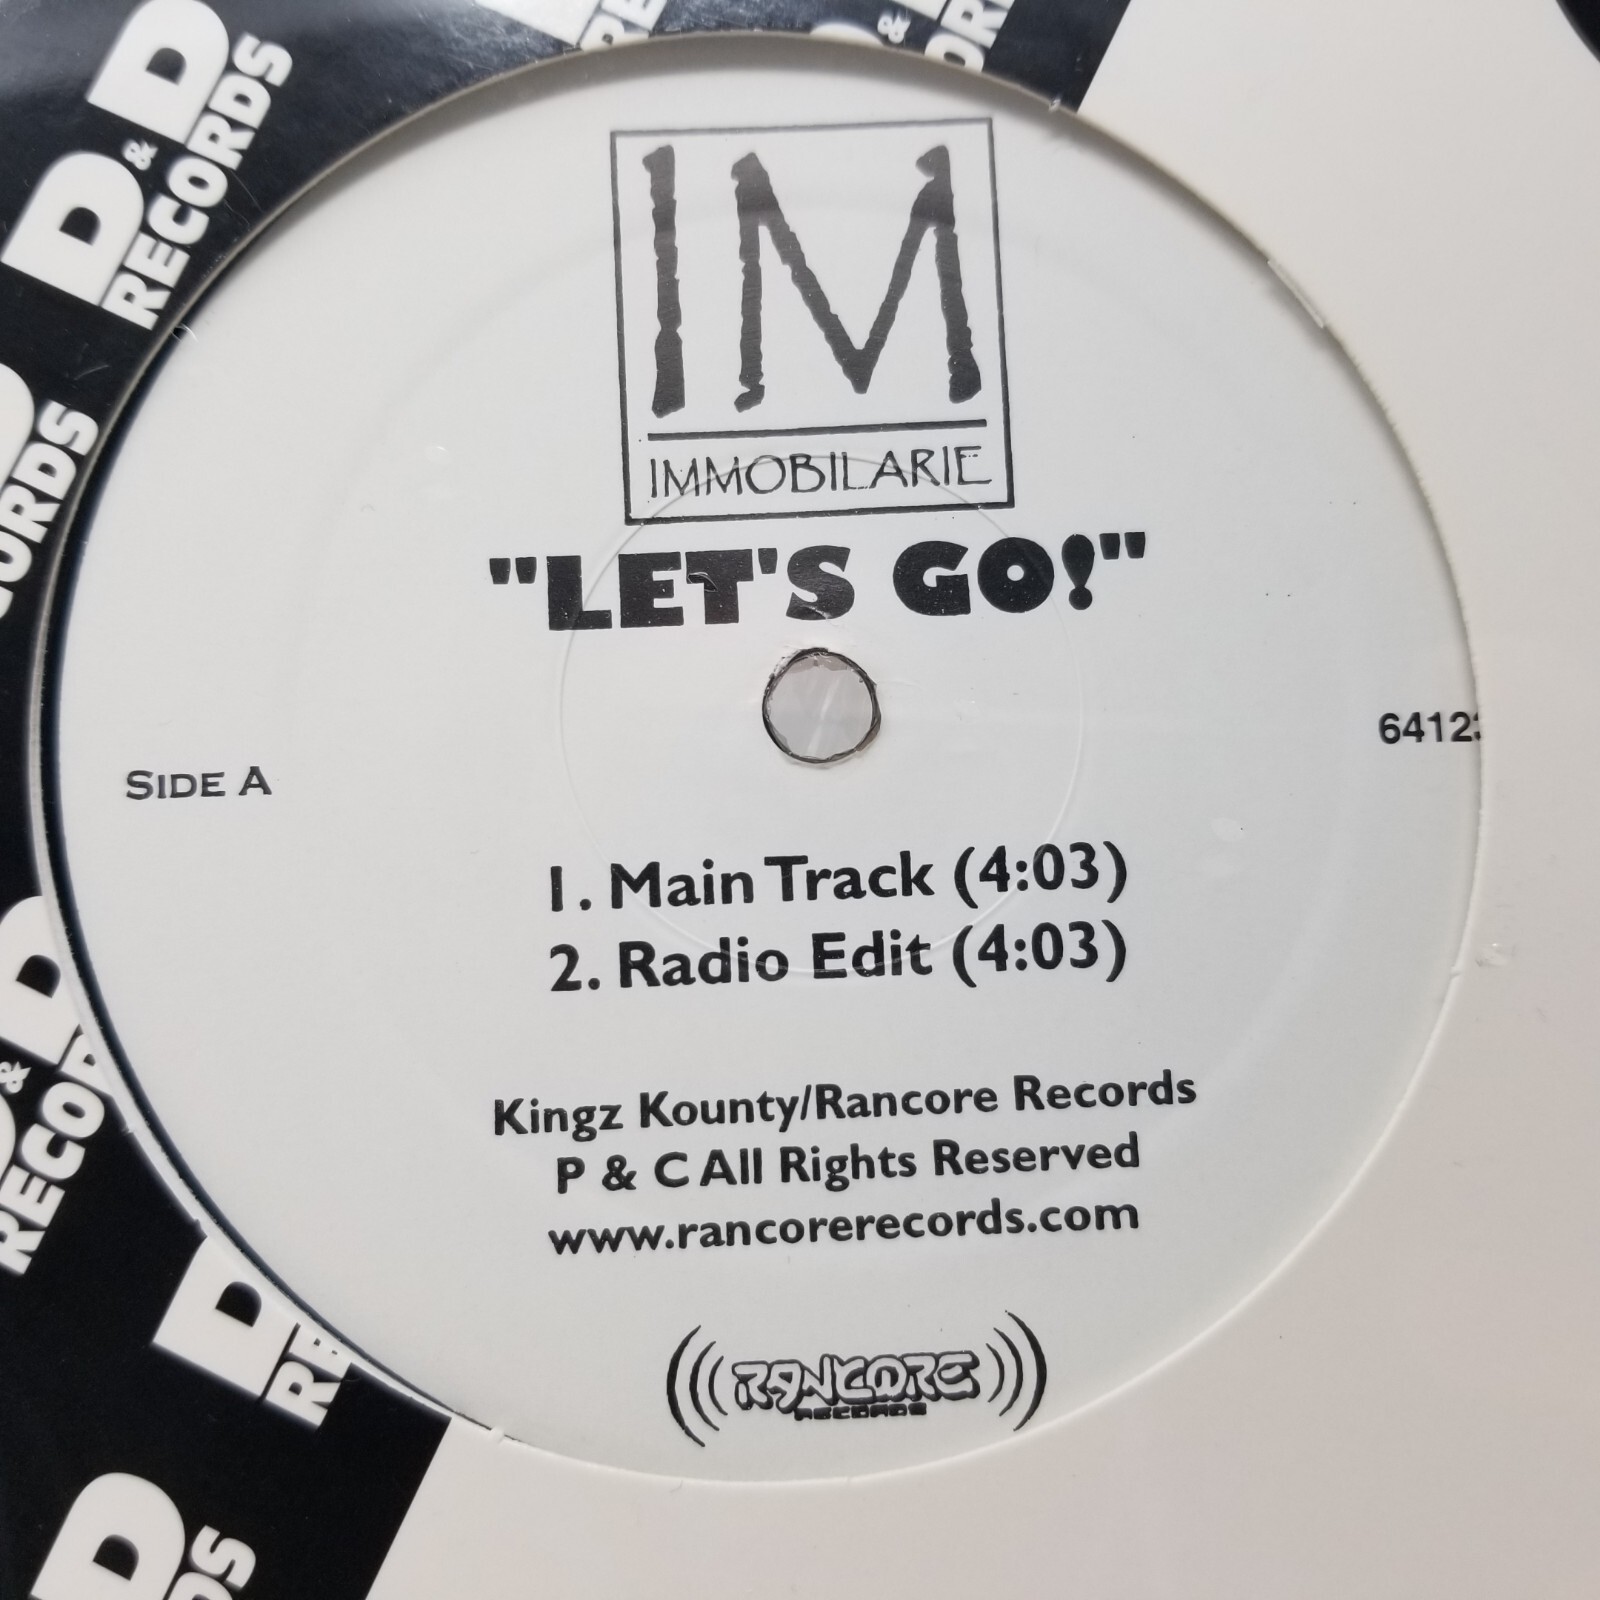 D & D
RECORDS
IM
IMMOBILARIE
"LET'S GO!"
SIDE A
6412
1. Main Track (4:03)
2. Radio Edit (4:03)
Kingz Kounty/Rancore Records
P & C All Rights Reserved
www.rancorerecords.com
RANCORE
RECORDS